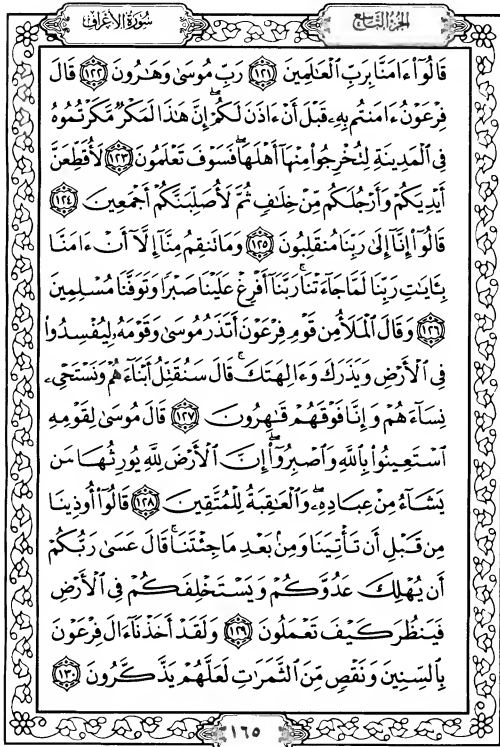 سُورَةُ الأَعْرَافِ
الجُزْءُ التَّاسِعُ
قَالُوٓا۟ ءَامَنَّا بِرَبِّ ٱلْعَٰلَمِينَ ١٢١ رَبِّ مُوسَىٰ وَهَٰرُونَ ١٢٢ قَالَ
فِرْعَوْنُ ءَامَنتُم بِهِۦ قَبْلَ أَنْ ءَاذَنَ لَكُمْ ۖ إِنَّ هَٰذَا لَمَكْرٌ مَّكَرْتُمُوهُ
فِى ٱلْمَدِينَةِ لِتُخْرِجُوا۟ مِنْهَآ أَهْلَهَا ۖ فَسَوْفَ تَعْلَمُونَ ١٢٣ لَأُقَطِّعَنَّ
أَيْدِيَكُمْ وَأَرْجُلَكُم مِّنْ خِلَٰفٍ ثُمَّ لَأُصَلِّبَنَّكُمْ أَجْمَعِينَ ١٢٤
قَالُوٓا۟ إِنَّآ إِلَىٰ رَبِّنَا مُنقَلِبُونَ ١٢٥ وَمَا تَنقِمُ مِنَّآ إِلَّآ أَنْ ءَامَنَّا
بِـَٔايَٰتِ رَبِّنَا لَمَّا جَآءَتْنَا ۚ رَبَّنَآ أَفْرِغْ عَلَيْنَا صَبْرًا وَتَوَفَّنَا مُسْلِمِينَ
١٢٦ وَقَالَ ٱلْمَلَأُ مِن قَوْمِ فِرْعَوْنَ أَتَذَرُ مُوسَىٰ وَقَوْمَهُۥ لِيُفْسِدُوا۟
فِى ٱلْأَرْضِ وَيَذَرَكَ وَءَالِهَتَكَ ۚ قَالَ سَنُقَتِّلُ أَبْنَآءَهُمْ وَنَسْتَحْىِۦ
نِسَآءَهُمْ وَإِنَّا فَوْقَهُمْ قَٰهِرُونَ ١٢٧ قَالَ مُوسَىٰ لِقَوْمِهِ
ٱسْتَعِينُوا۟ بِٱللَّهِ وَٱصْبِرُوٓا۟ ۖ إِنَّ ٱلْأَرْضَ لِلَّهِ يُورِثُهَا مَن
يَشَآءُ مِنْ عِبَادِهِۦ ۖ وَٱلْعَٰقِبَةُ لِلْمُتَّقِينَ ١٢٨ قَالُوٓا۟ أُوذِينَا
مِن قَبْلِ أَن تَأْتِيَنَا وَمِنۢ بَعْدِ مَا جِئْتَنَا ۚ قَالَ عَسَىٰ رَبُّكُمْ
أَن يُهْلِكَ عَدُوَّكُمْ وَيَسْتَخْلِفَكُمْ فِى ٱلْأَرْضِ
فَيَنظُرَ كَيْفَ تَعْمَلُونَ ١٢٩ وَلَقَدْ أَخَذْنَآ ءَالَ فِرْعَوْنَ
بِٱلسِّنِينَ وَنَقْصٍ مِّنَ ٱلثَّمَرَٰتِ لَعَلَّهُمْ يَذَّكَّرُونَ ١٣٠
١٦٥